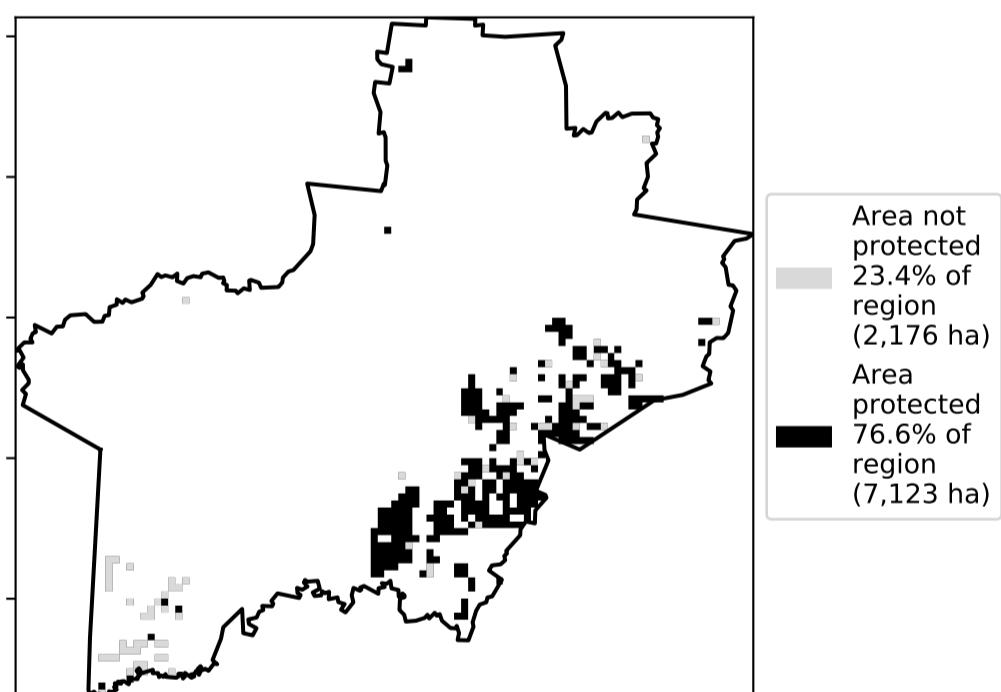 Area not
protected
23.4% of
region
(2,176 ha)
Area
protected
76.6% of
region
(7,123 ha)